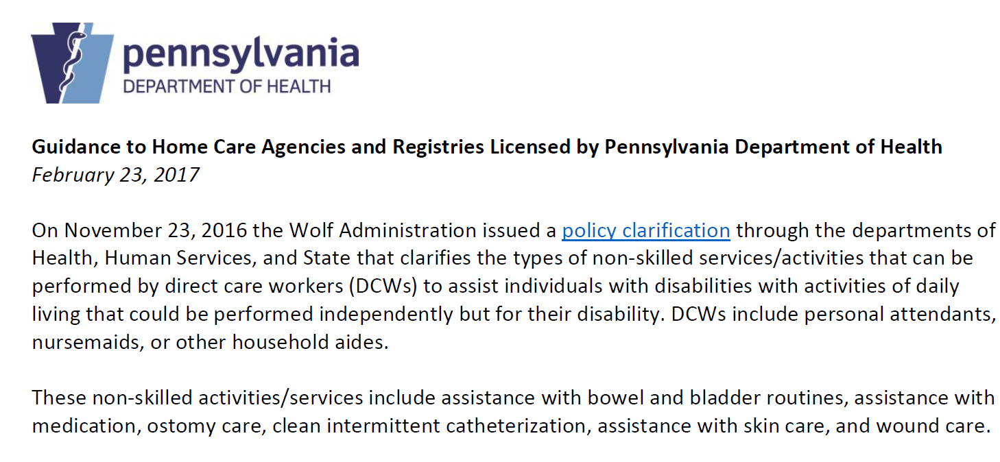 pennsylvania
DEPARTMENT OF HEALTH
Guidance to Home Care Agencies and Registries Licensed by Pennsylvania Department of Health
February 23, 2017
On November 23, 2016 the Wolf Administration issued a policy clarification through the departments of
Health, Human Services, and State that clarifies the types of non-skilled services/activities that can be
performed by direct care workers (DCWs) to assist individuals with disabilities with activities of daily
living that could be performed independently but for their disability. DCWs include personal attendants,
nursemaids, or other household aides.
These non-skilled activities/services include assistance with bowel and bladder routines, assistance with
medication, ostomy care, clean intermittent catheterization, assistance with skin care, and wound care.